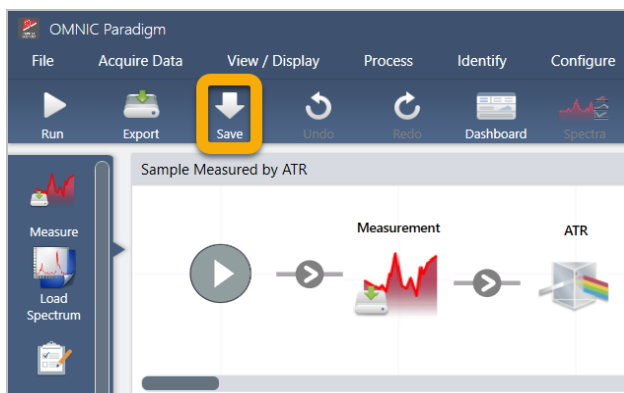 OMNIC Paradigm
File Acquire Data View / Display Process Identify Configure
Run Export Save Undo Redo Dashboard Spectra
Sample Measured by ATR
Measure
Load
Spectrum
Measurement ATR